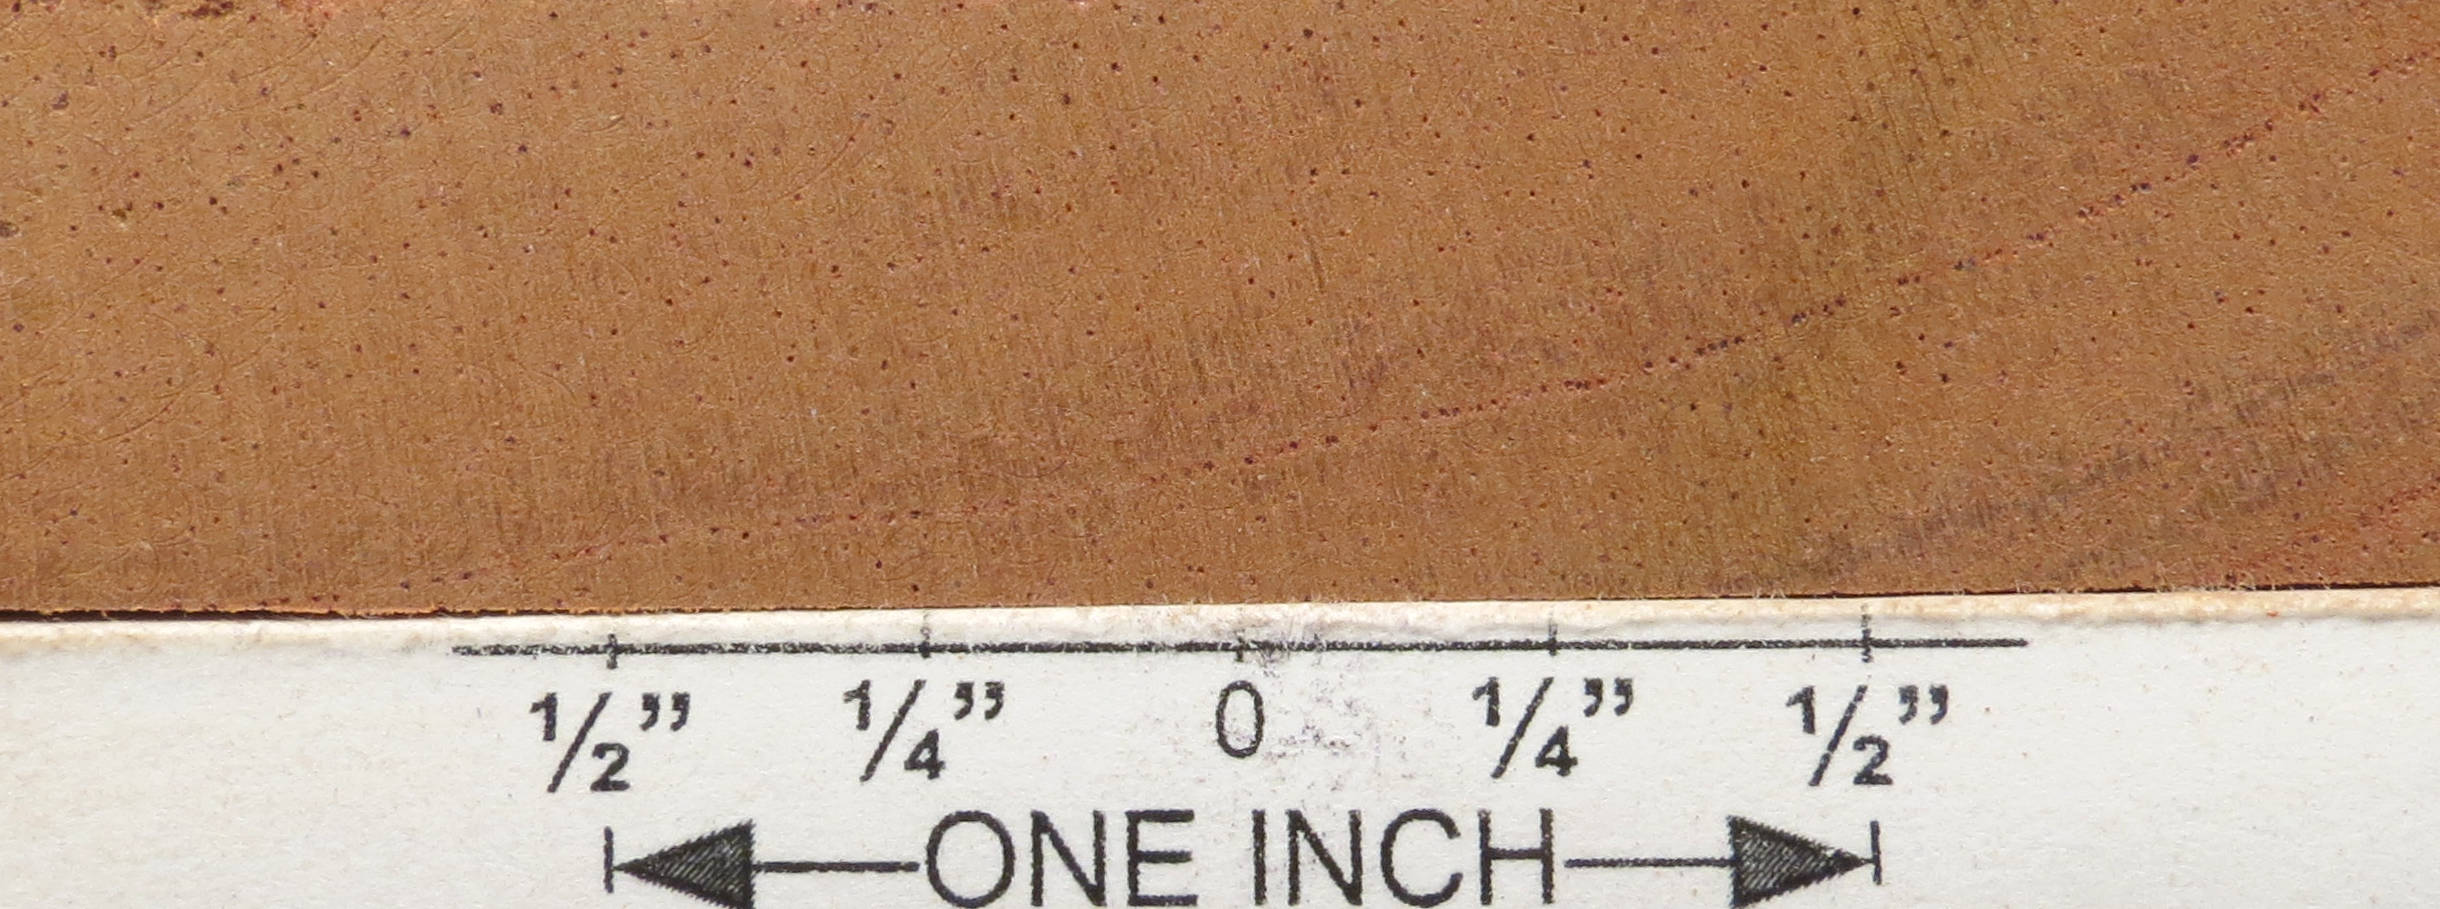 1/2” 1/4” 0 1/4” 1/2”
ONE INCH